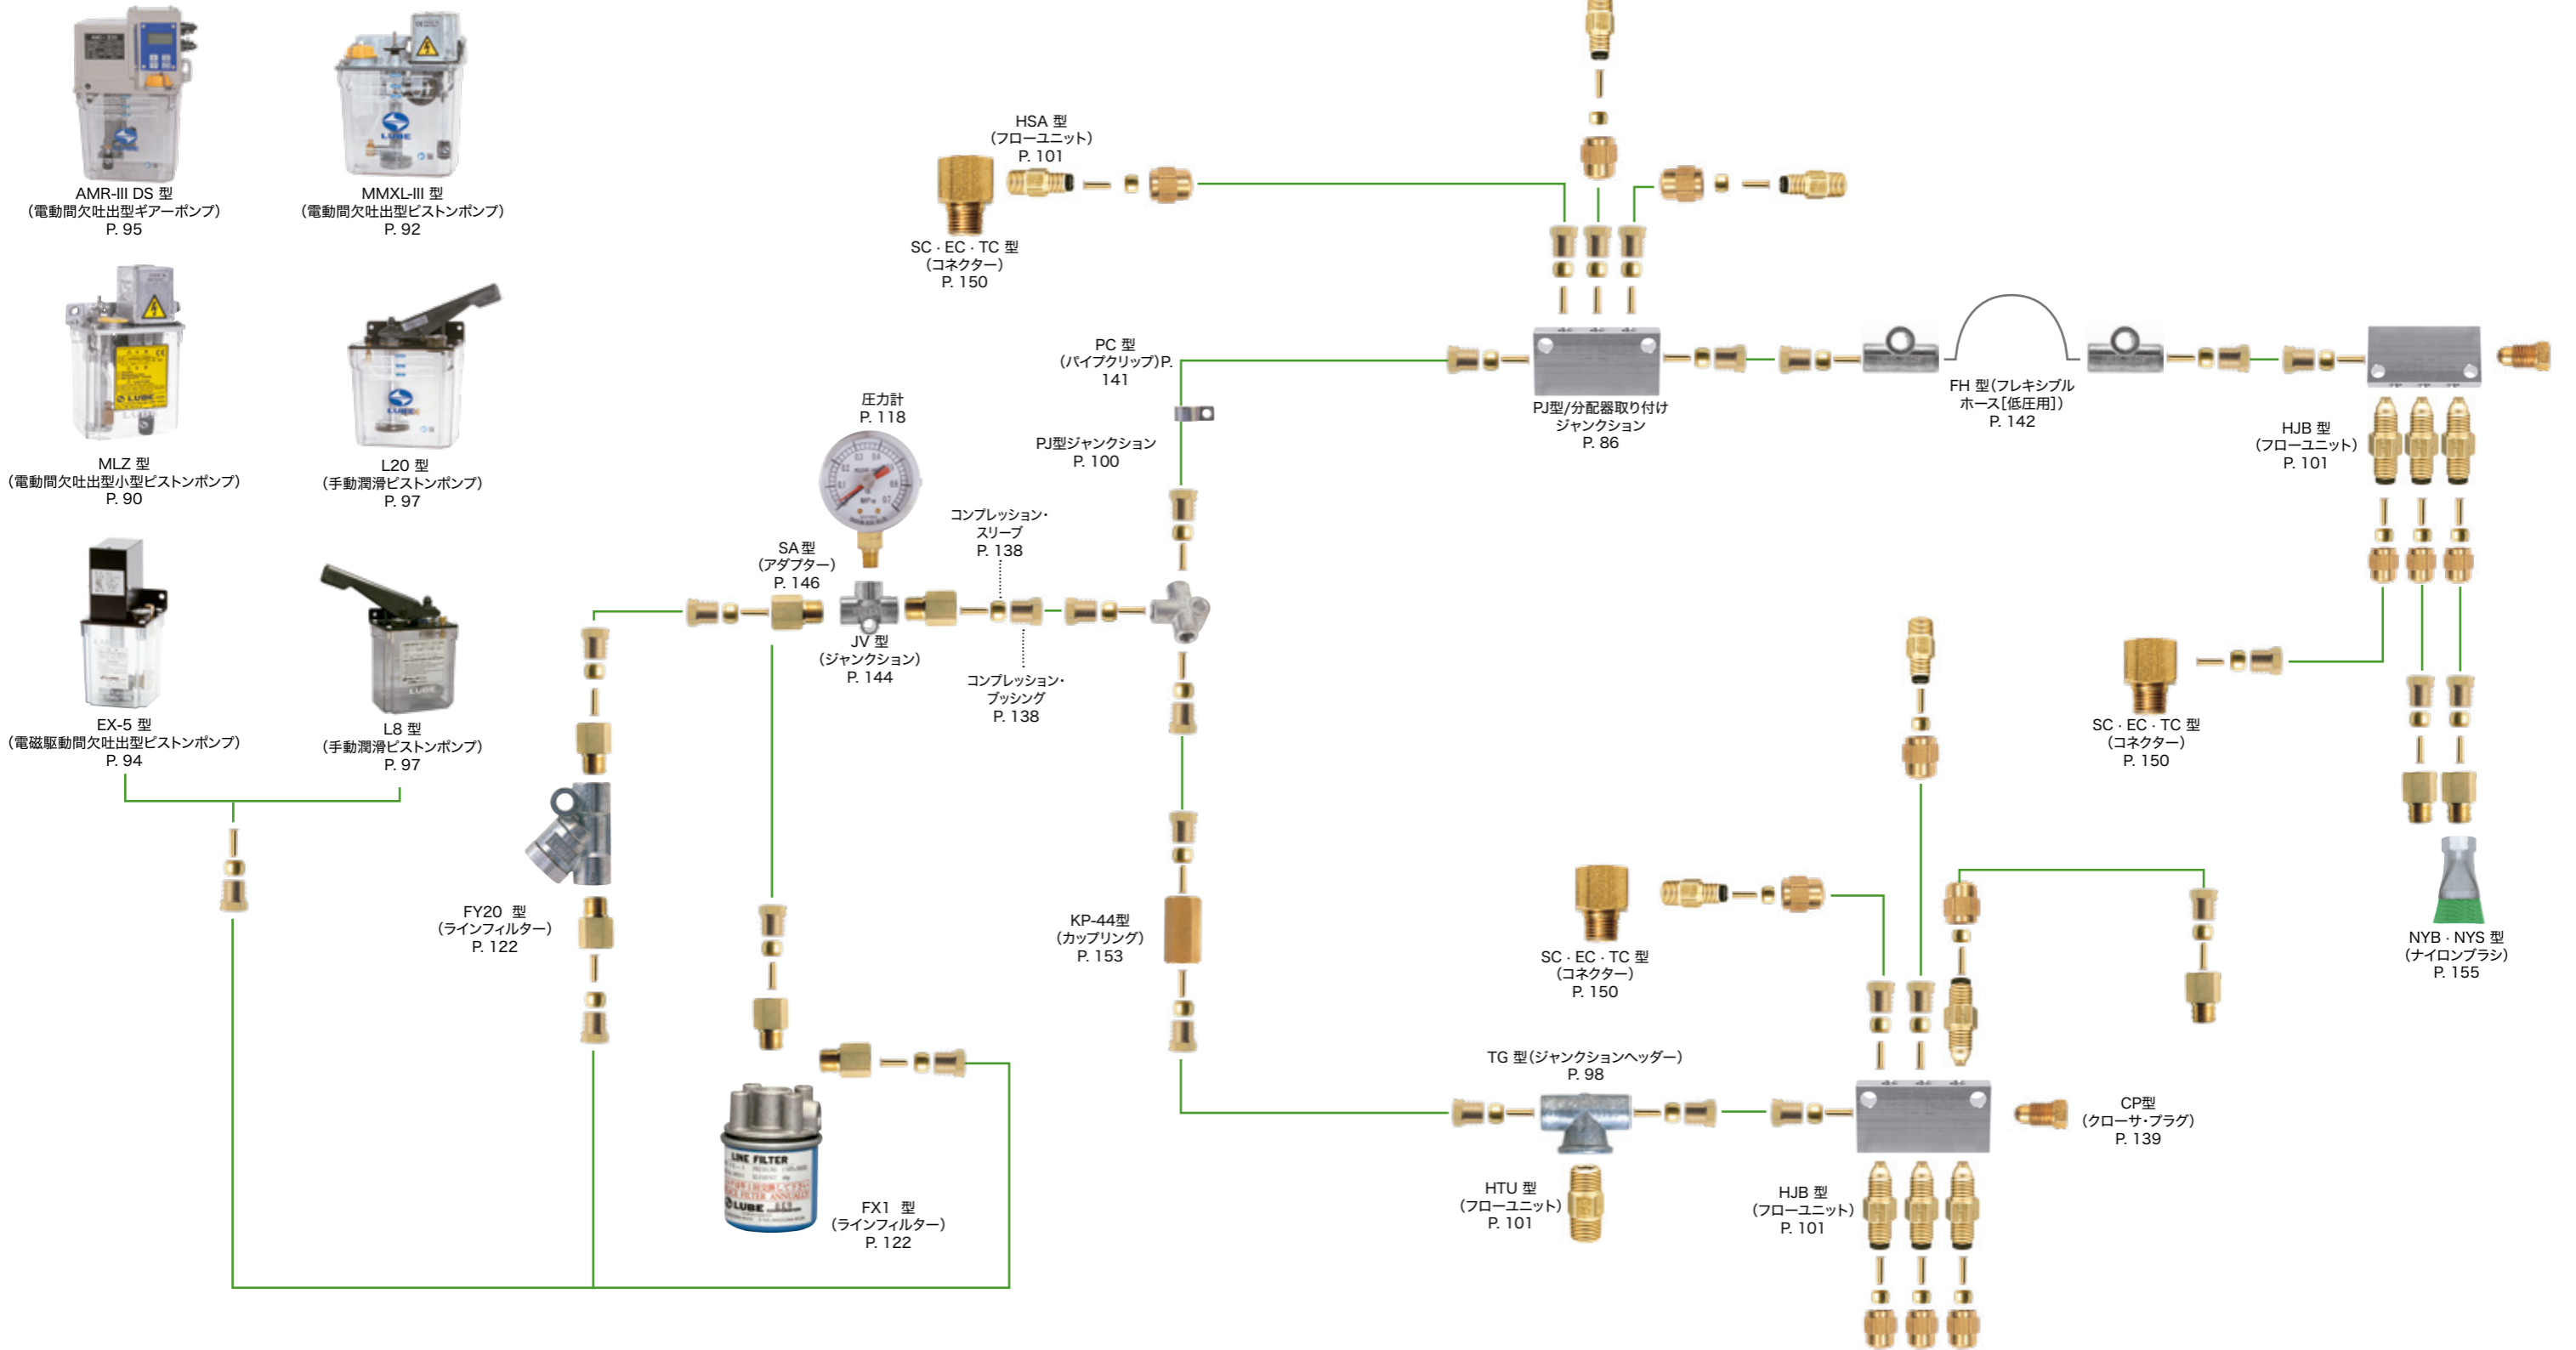 AMR-III DS 型
（電動間欠吐出型ギアーポンプ）
P. 95
MMXL-III 型
（電動間欠吐出型ピストンポンプ）
P. 92
MLZ 型
（電動間欠吐出型小型ピストンポンプ）
P. 90
L20 型
（手動潤滑ピストンポンプ）
P. 97
EX-5 型
（電磁駆動間欠吐出型ピストンポンプ）
P. 94
L8 型
（手動潤滑ピストンポンプ）
P. 97
LUBE
LUBE
LUBE
LUBE
LUBE
FY20 型
（ラインフィルター）
P. 122
SA型
（アダプター）
P. 146
圧力計
P. 118
MPa
JV 型
（ジャンクション）
P. 144
コンプレッション・
スリーブ
P. 138
コンプレッション・
ブッシング
P. 138
LINE FILTER
LUBE
FX1 型
（ラインフィルター）
P. 122
HSA 型
（フローユニット）
P. 101
SC · EC · TC 型
（コネクター）
P. 150
PC 型
（パイプクリップ）P.
141
PJ型ジャンクション
P. 100
KP-44型
（カップリング）
P. 153
PJ型/分配器取り付け
ジャンクション
P. 86
FH 型（フレキシブル
ホース［低圧用］）
P. 142
HJB 型
（フローユニット）
P. 101
SC · EC · TC 型
（コネクター）
P. 150
NYB · NYS 型
（ナイロンブラシ）
P. 155
SC · EC · TC 型
（コネクター）
P. 150
TG 型（ジャンクションヘッダー）
P. 98
HTU 型
（フローユニット）
P. 101
HJB 型
（フローユニット）
P. 101
CP型
（クローサ・プラグ）
P. 139